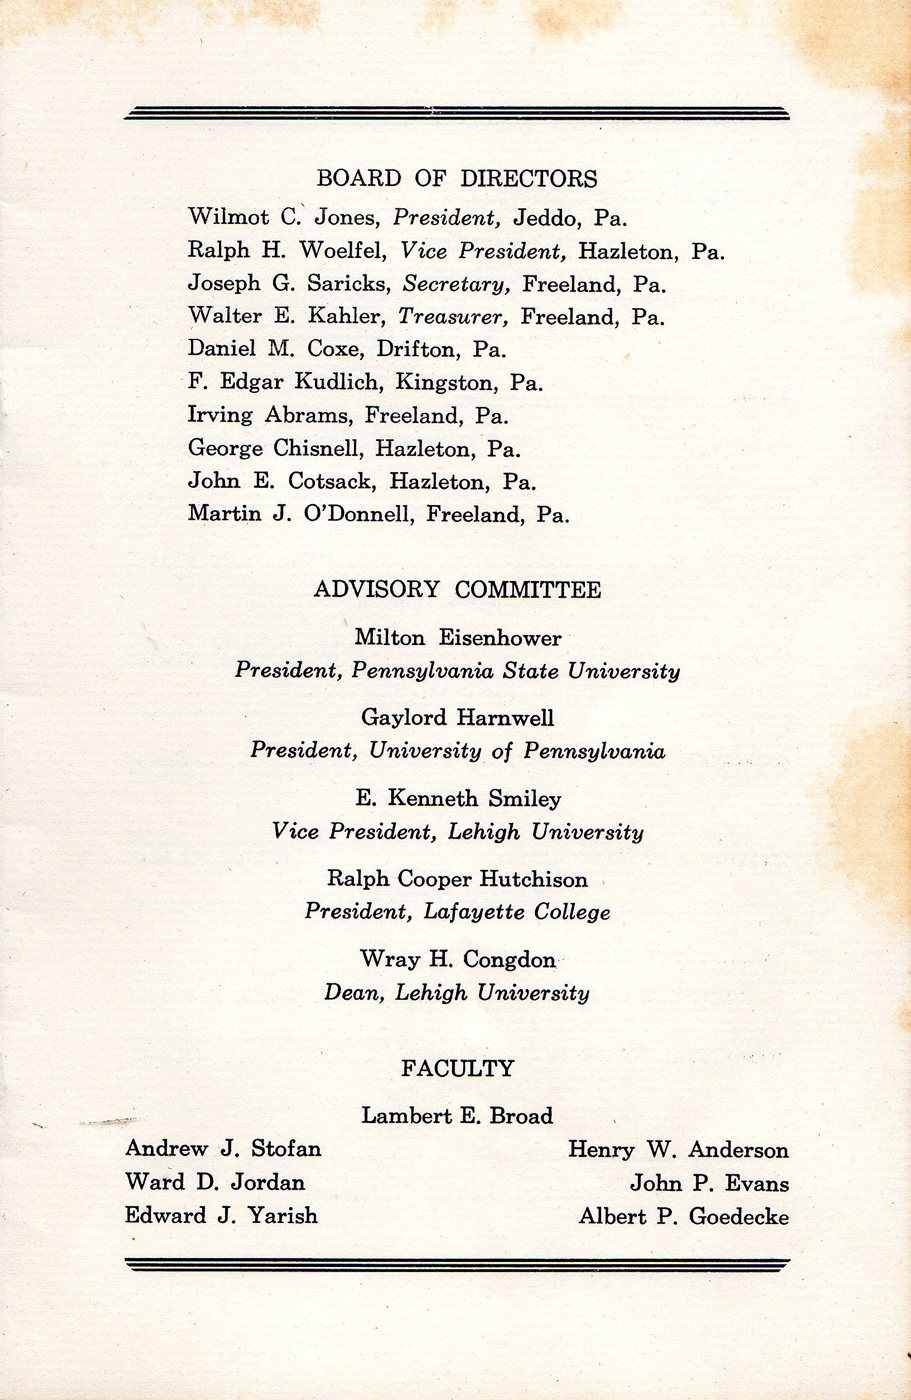 BOARD OF DIRECTORS
Wilmot C. Jones, President, Jeddo, Pa.
Ralph H. Woelfel, Vice President, Hazleton, Pa.
Joseph G. Saricks, Secretary, Freeland, Pa.
Walter E. Kahler, Treasurer, Freeland, Pa.
Daniel M. Coxe, Drifton, Pa.
F. Edgar Kudlich, Kingston, Pa.
Irving Abrams, Freeland, Pa.
George Chisnell, Hazleton, Pa.
John E. Cotsack, Hazleton, Pa.
Martin J. O'Donnell, Freeland, Pa.
ADVISORY COMMITTEE
Milton Eisenhower
President, Pennsylvania State University
Gaylord Harnwell
President, University of Pennsylvania
E. Kenneth Smiley
Vice President, Lehigh University
Ralph Cooper Hutchison
President, Lafayette College
Wray H. Congdon
Dean, Lehigh University
FACULTY
Lambert E. Broad
Andrew J. Stofan Henry W. Anderson
Ward D. Jordan John P. Evans
Edward J. Yarish Albert P. Goedecke